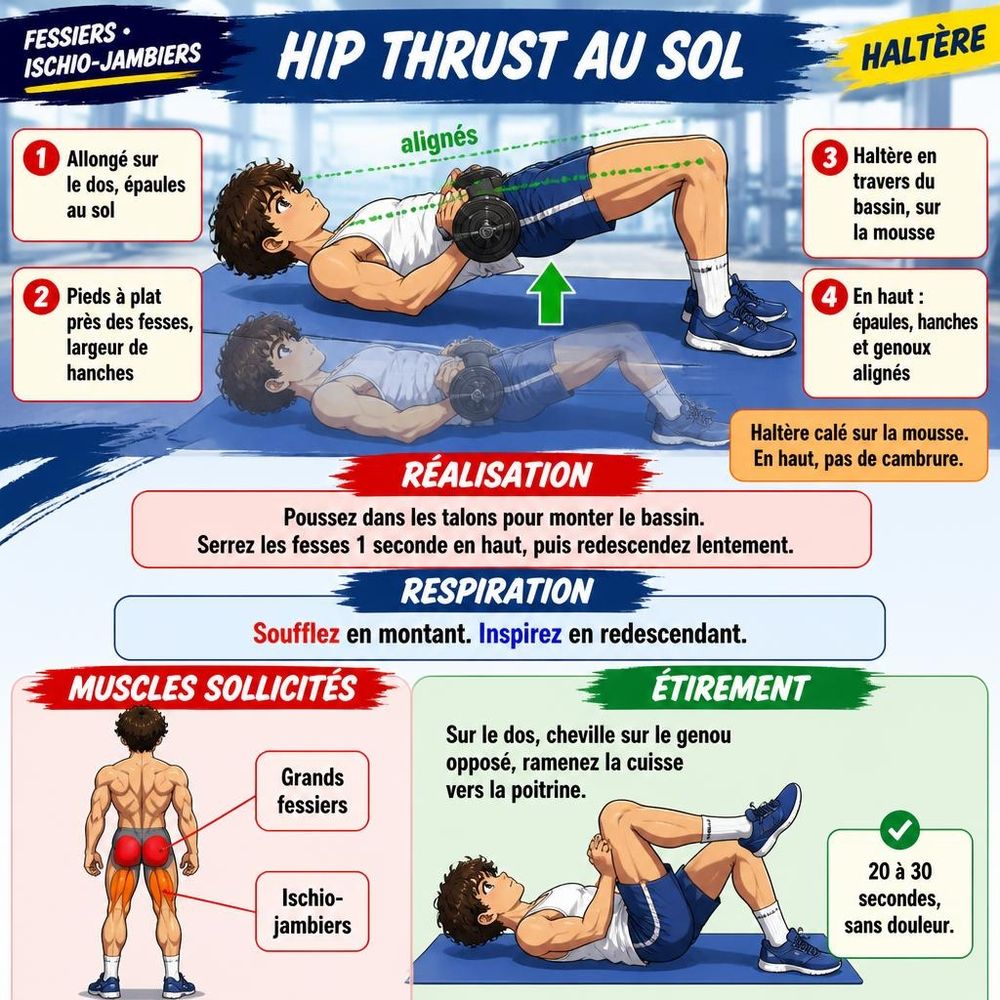 FESSIERS •
ISCHIO-JAMBIERS
HIP THRUST AU SOL
HALTÈRE
alignés
1 Allongé sur
le dos, épaules
au sol
2 Pieds à plat
près des fesses,
largeur de
hanches
3 Haltère en
travers du
bassin, sur
la mousse
4 En haut :
épaules, hanches
et genoux
alignés
Haltère calé sur la mousse.
En haut, pas de cambrure.
RÉALISATION
Poussez dans les talons pour monter le bassin.
Serrez les fesses 1 seconde en haut, puis redescendez lentement.
RESPIRATION
Soufflez en montant. Inspirez en redescendant.
MUSCLES SOLLICITÉS
Grands
fessiers
Ischio-
jambiers
ÉTIREMENT
Sur le dos, cheville sur le genou
opposé, ramenez la cuisse
vers la poitrine.
20 à 30
secondes,
sans douleur.